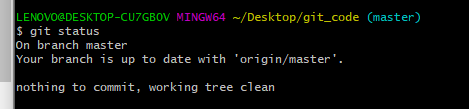 LENOVO@DESKTOP-CU7GBOV MINGW64 ~/Desktop/git_code (master)
$ git status
On branch master
Your branch is up to date with 'origin/master'.
nothing to commit, working tree clean